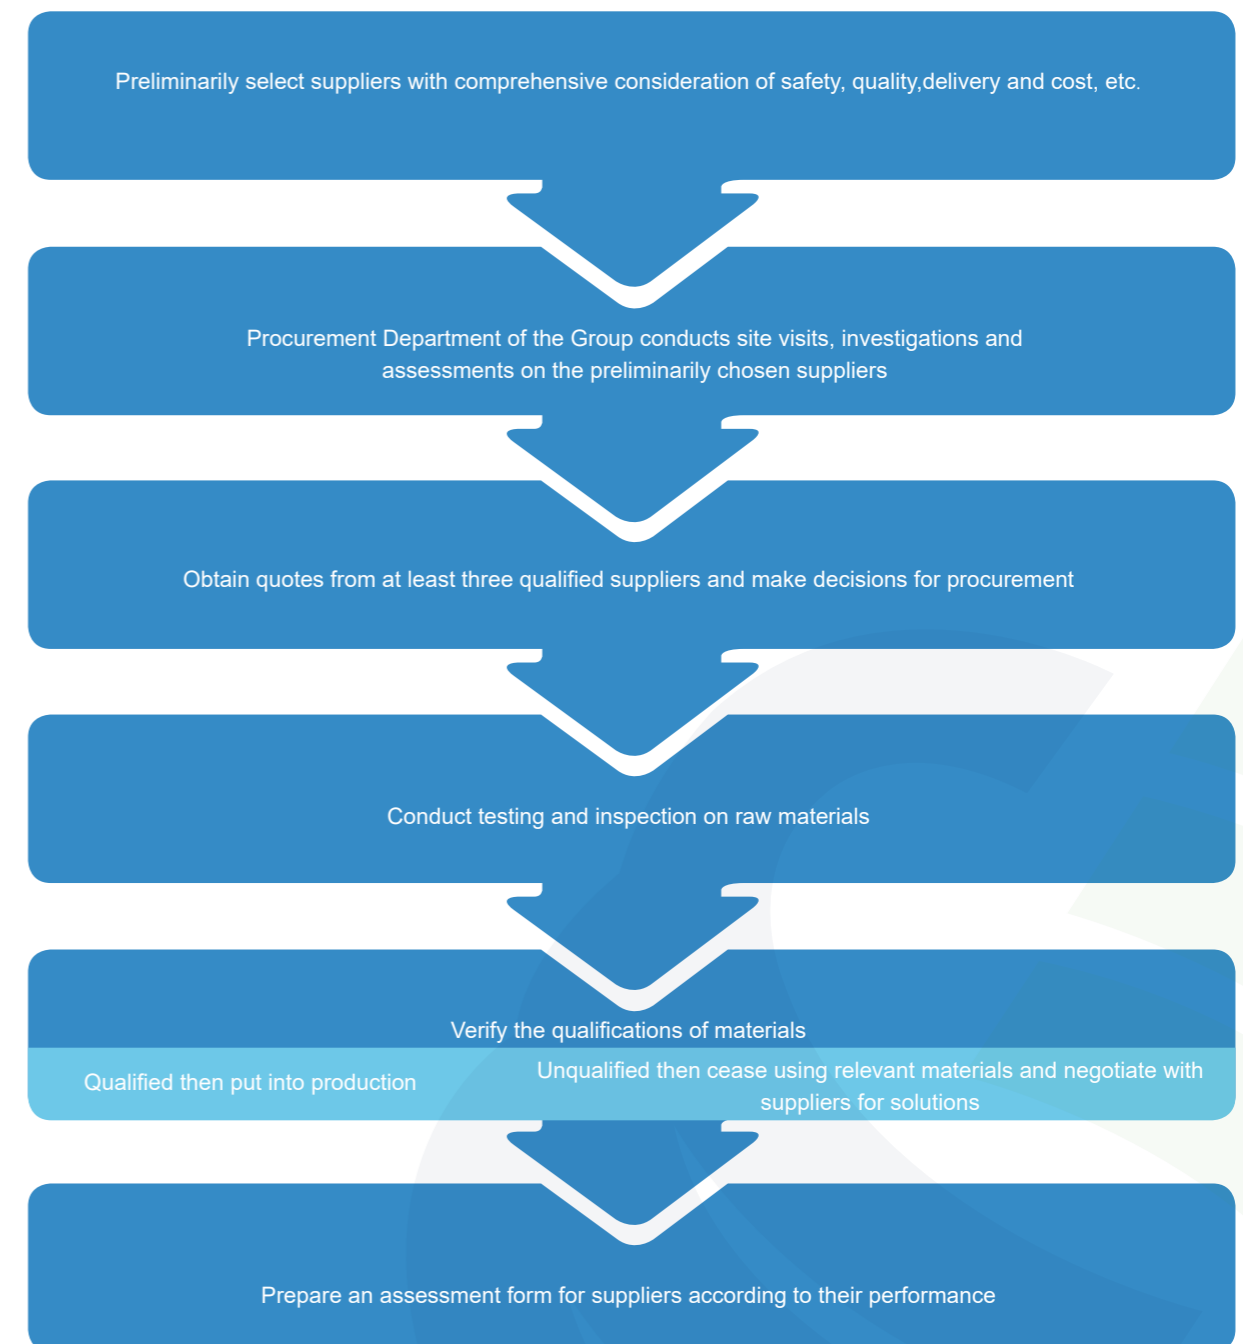 Preliminarily select suppliers with comprehensive consideration of safety, quality,delivery and cost, etc.
Procurement Department of the Group conducts site visits, investigations and
assessments on the preliminarily chosen suppliers
Obtain quotes from at least three qualified suppliers and make decisions for procurement
Conduct testing and inspection on raw materials
Verify the qualifications of materials
Qualified then put into production
Unqualified then cease using relevant materials and negotiate with
suppliers for solutions
Prepare an assessment form for suppliers according to their performance